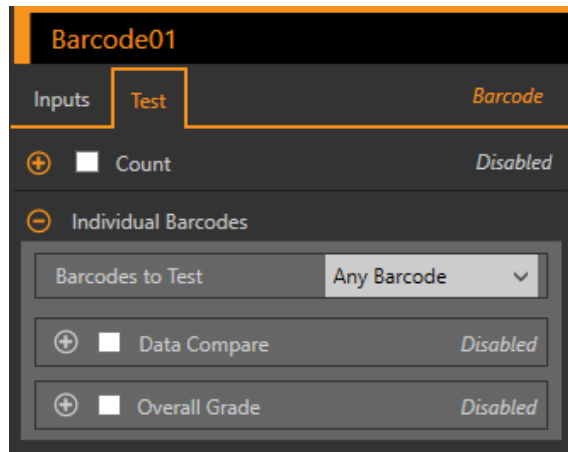 Barcode01
Inputs Test Barcode
Count Disabled
Individual Barcodes
Barcodes to Test Any Barcode
Data Compare Disabled
Overall Grade Disabled